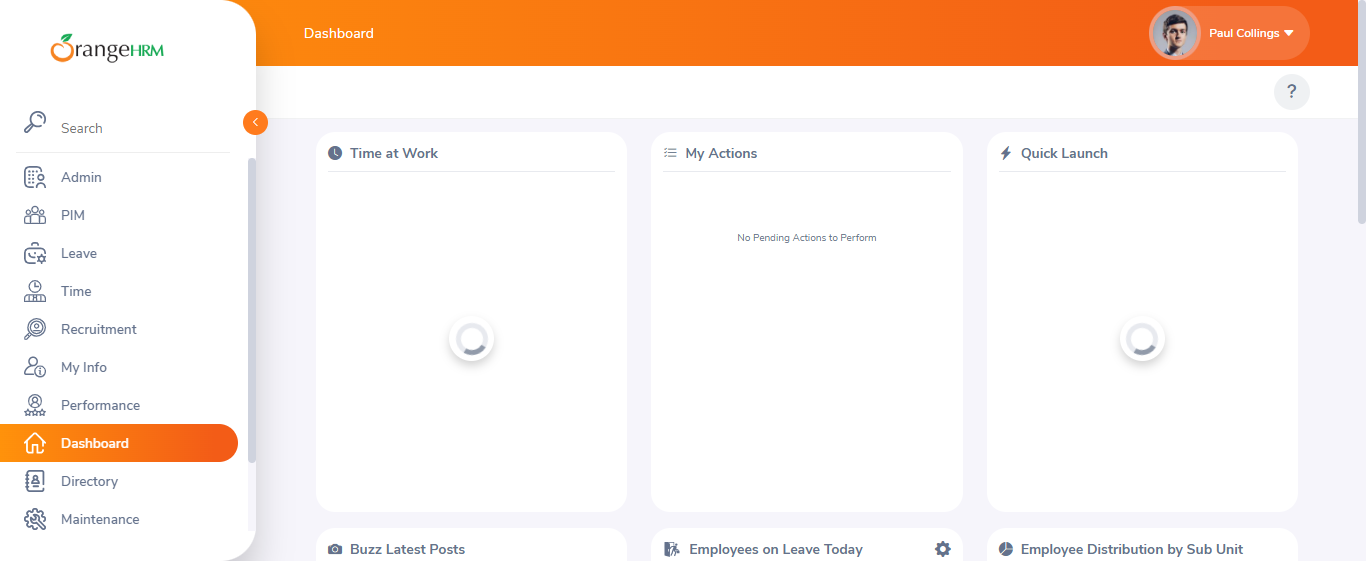 OrangeHRM
Dashboard
Paul Collings
?
Search
Admin
PIM
Leave
Time
Recruitment
My Info
Performance
Dashboard
Directory
Maintenance
Time at Work
My Actions
No Pending Actions to Perform
Quick Launch
Buzz Latest Posts
Employees on Leave Today
Employee Distribution by Sub Unit